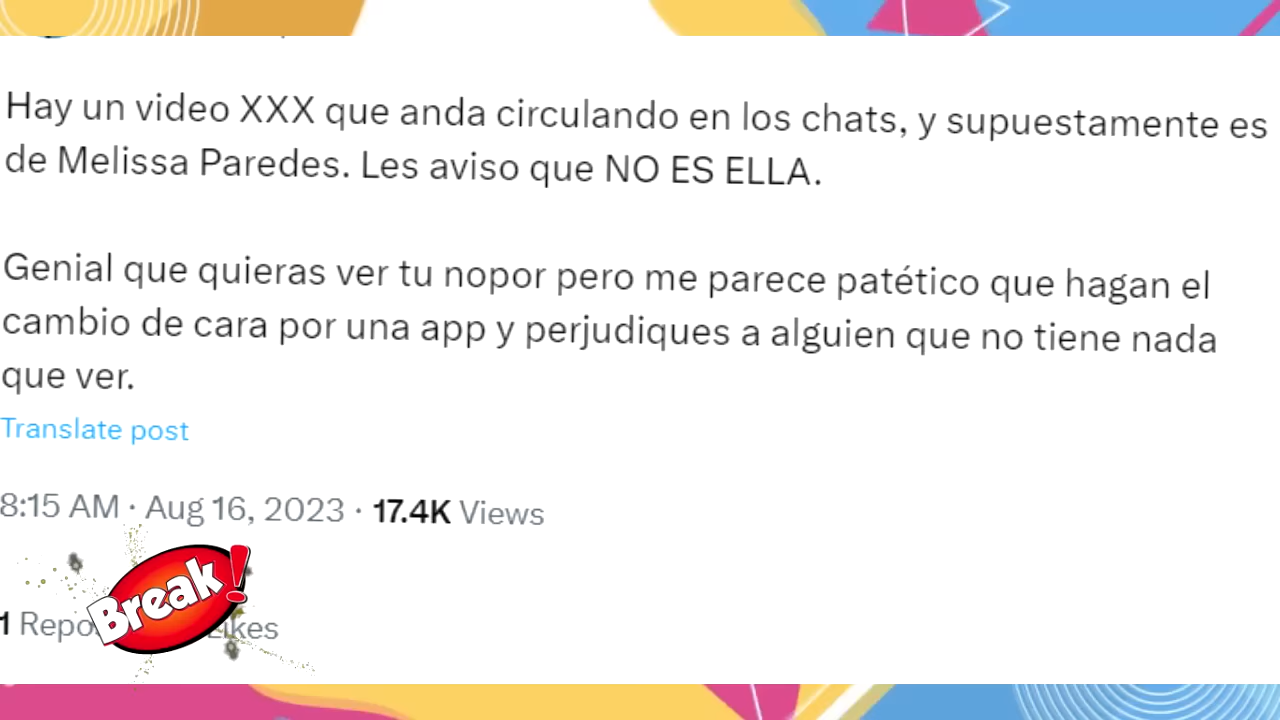 Hay un video XXX que anda circulando en los chats, y supuestamente es
de Melissa Paredes. Les aviso que NO ES ELLA.
Genial que quieras ver tu nopor pero me parece patético que hagan el
cambio de cara por una app y perjudiques a alguien que no tiene nada
que ver.
Translate post
8:15 AM · Aug 16, 2023 · 17.4K Views
Break!
1 Repo Likes